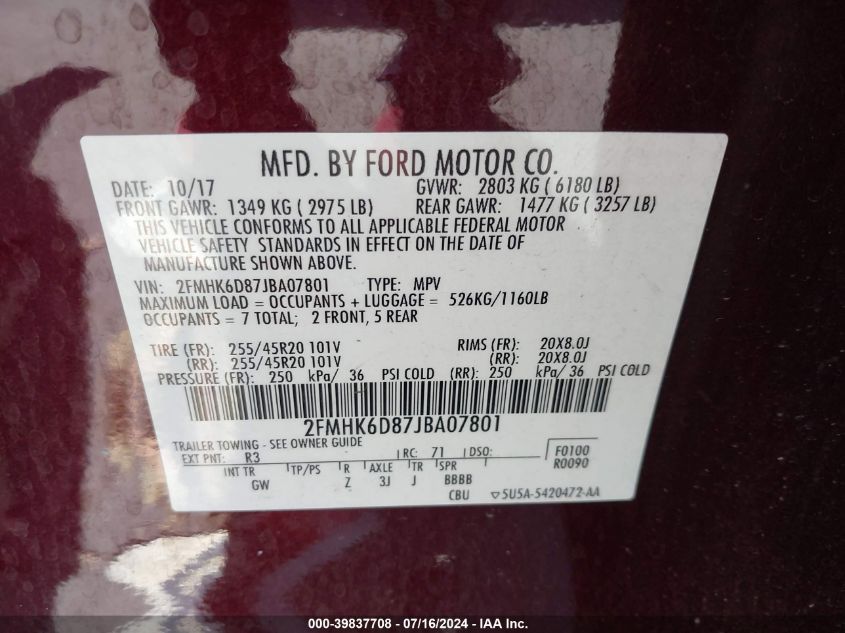 MFD. BY FORD MOTOR CO.
DATE: 10/17 GVWR: 2803 KG ( 6180 LB)
FRONT GAWR: 1349 KG ( 2975 LB) REAR GAWR: 1477 KG ( 3257 LB)
THIS VEHICLE CONFORMS TO ALL APPLICABLE FEDERAL MOTOR
VEHICLE SAFETY STANDARDS IN EFFECT ON THE DATE OF
MANUFACTURE SHOWN ABOVE.
VIN: 2FMHK6D87JBA07801 TYPE: MPV
MAXIMUM LOAD = OCCUPANTS + LUGGAGE = 526KG/1160LB
OCCUPANTS = 7 TOTAL; 2 FRONT, 5 REAR
TIRE (FR): 255/45R20 101V RIMS (FR): 20X8.0J
(RR): 255/45R20 101V (RR): 20X8.0J
PRESSURE (FR): 250 kPa/ 36 PSI COLD (RR): 250 kPa/ 36 PSI COLD
2FMHK6D87JBA07801
TRAILER TOWING - SEE OWNER GUIDE
EXT PNT: R3 RC: 71 DSO: F0100
R0090
INT TR TP/PS R AXLE TR SPR
GW Z 3J J BBBB
CBU 5U5A-5420472-AA
000-39837708 - 07/16/2024 - IAA Inc.